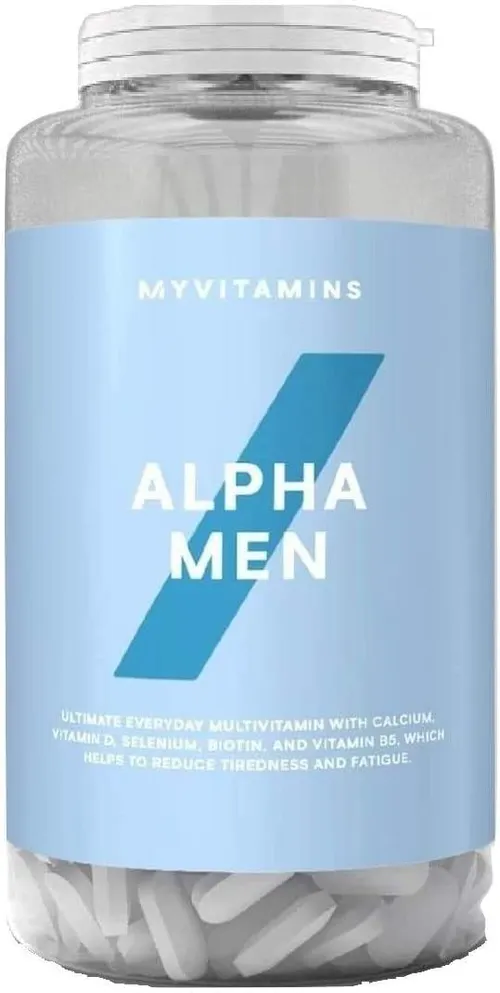 MYVITAMINS
ALPHA
MEN
ULTIMATE EVERYDAY MULTIVITAMIN WITH CALCIUM,
VITAMIN D, SELENIUM, BIOTIN, AND VITAMIN B5, WHICH
HELPS TO REDUCE TIREDNESS AND FATIGUE.